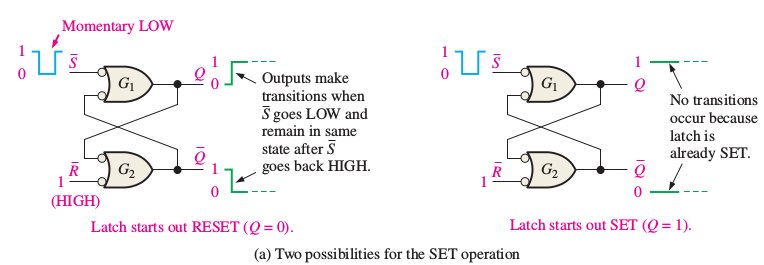 Momentary LOW
1
0
S̅
G1
Q
1
0
Outputs make
transitions when
S̅ goes LOW and
remain in same
state after S̅
goes back HIGH.
R̅
1
(HIGH)
G2
Q̅
1
0
Latch starts out RESET (Q = 0).
1
0
S̅
G1
1
Q
No transitions
occur because
latch is
already SET.
R̅
1
G2
Q̅
0
Latch starts out SET (Q = 1).
(a) Two possibilities for the SET operation